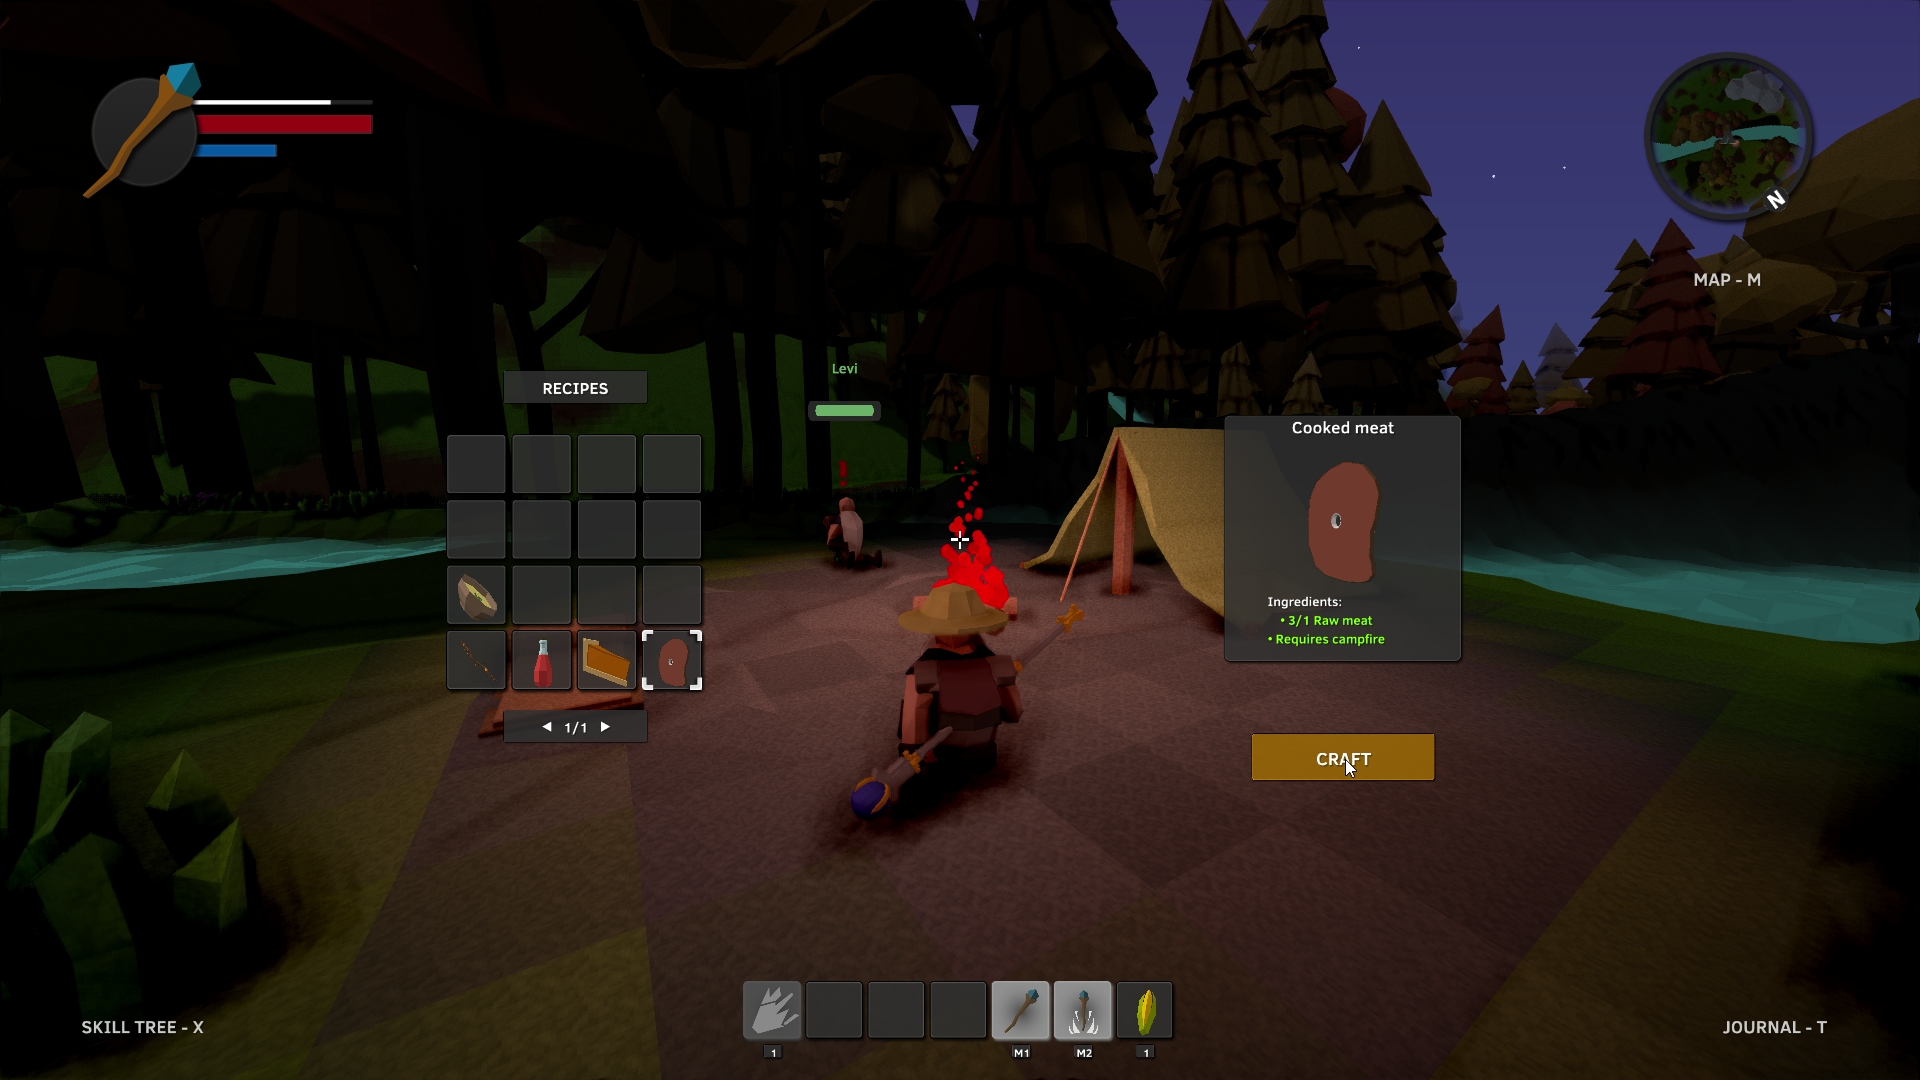 N
MAP - M
Levi
RECIPES
Cooked meat
Ingredients:
• 3/1 Raw meat
• Requires campfire
◄ 1/1 ►
CRAFT
SKILL TREE - X
JOURNAL - T
1
M1
M2
1